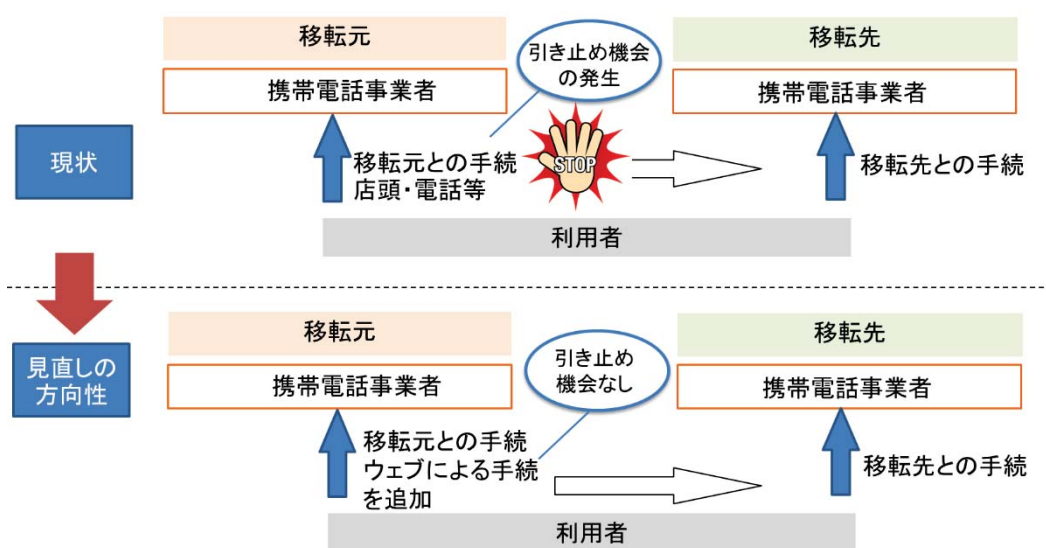 移転元
移転先
引き止め機会
の発生
携帯電話事業者
携帯電話事業者
現状
移転元との手続
店頭・電話等
STOP
移転先との手続
利用者
移転元
移転先
見直しの
方向性
引き止め
機会なし
携帯電話事業者
携帯電話事業者
移転元との手続
ウェブによる手続
を追加
移転先との手続
利用者